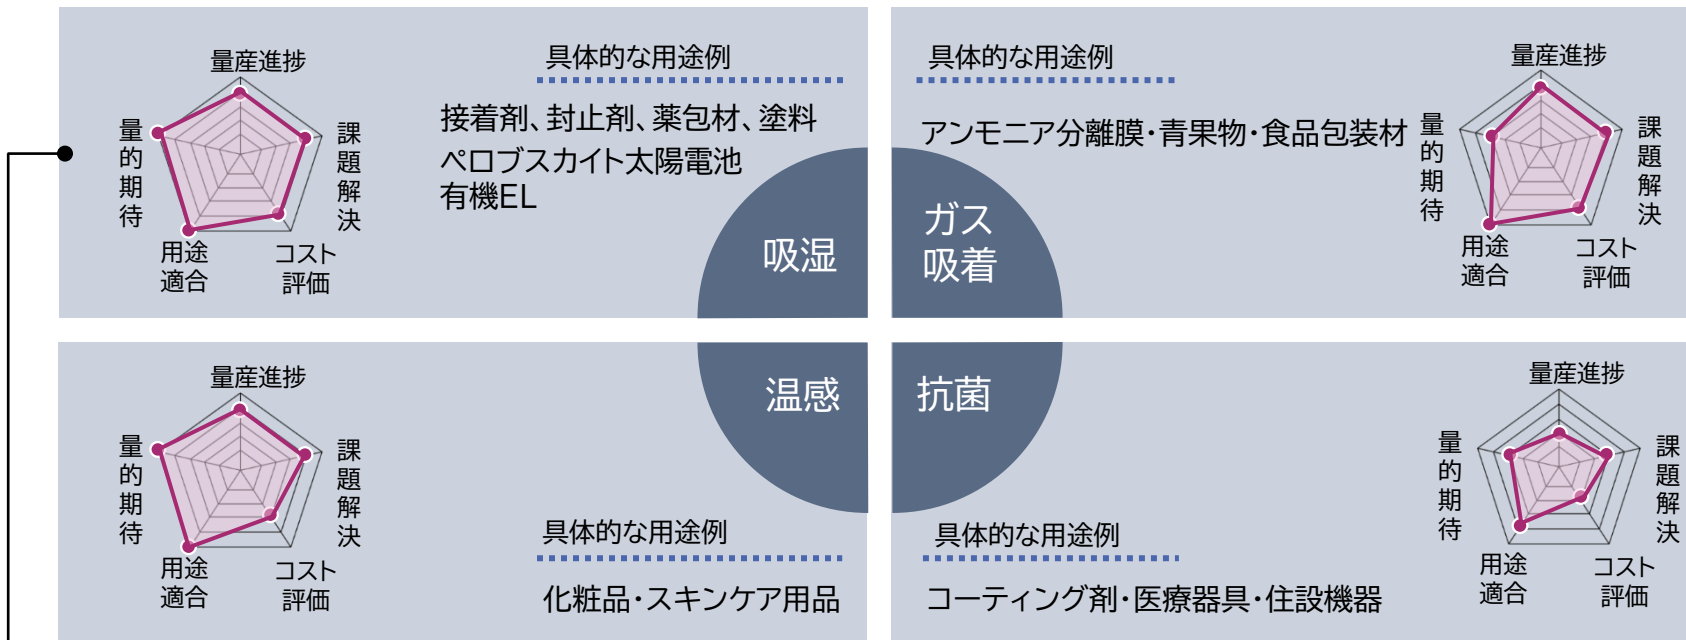 量産進捗
課題解決
コスト
評価
用途
適合
量的期待
具体的な用途例
接着剤、封止剤、薬包材、塗料
ペロブスカイト太陽電池
有機EL
吸湿
具体的な用途例
アンモニア分離膜・青果物・食品包装材
ガス
吸着
量産進捗
課題解決
コスト
評価
用途
適合
量的期待
量産進捗
課題解決
コスト
評価
用途
適合
量的期待
温感
具体的な用途例
化粧品・スキンケア用品
抗菌
具体的な用途例
コーティング剤・医療器具・住設機器
量産進捗
課題解決
コスト
評価
用途
適合
量的期待